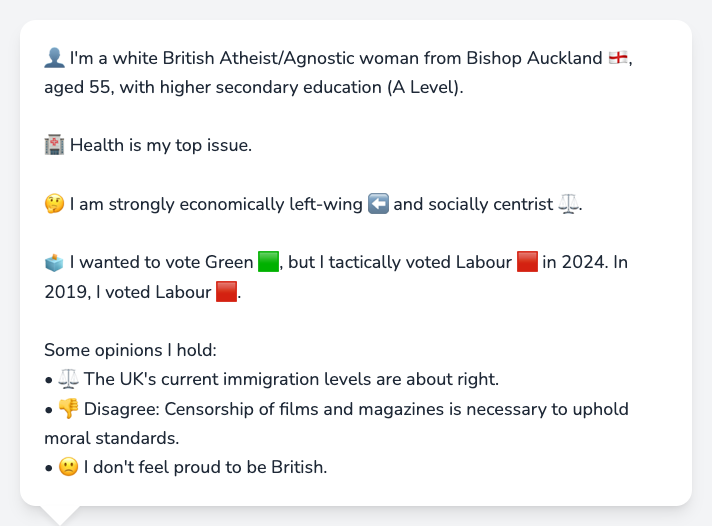 👤 I'm a white British Atheist/Agnostic woman from Bishop Auckland 🏴󠁧󠁢󠁥󠁮󠁧󠁿,
aged 55, with higher secondary education (A Level).
🏥 Health is my top issue.
🤔 I am strongly economically left-wing ⬅️ and socially centrist ⚖️.
🗳️ I wanted to vote Green 🟩, but I tactically voted Labour 🟥 in 2024. In
2019, I voted Labour 🟥.
Some opinions I hold:
• ⚖️ The UK's current immigration levels are about right.
• 👎 Disagree: Censorship of films and magazines is necessary to uphold
moral standards.
• 🙁 I don't feel proud to be British.